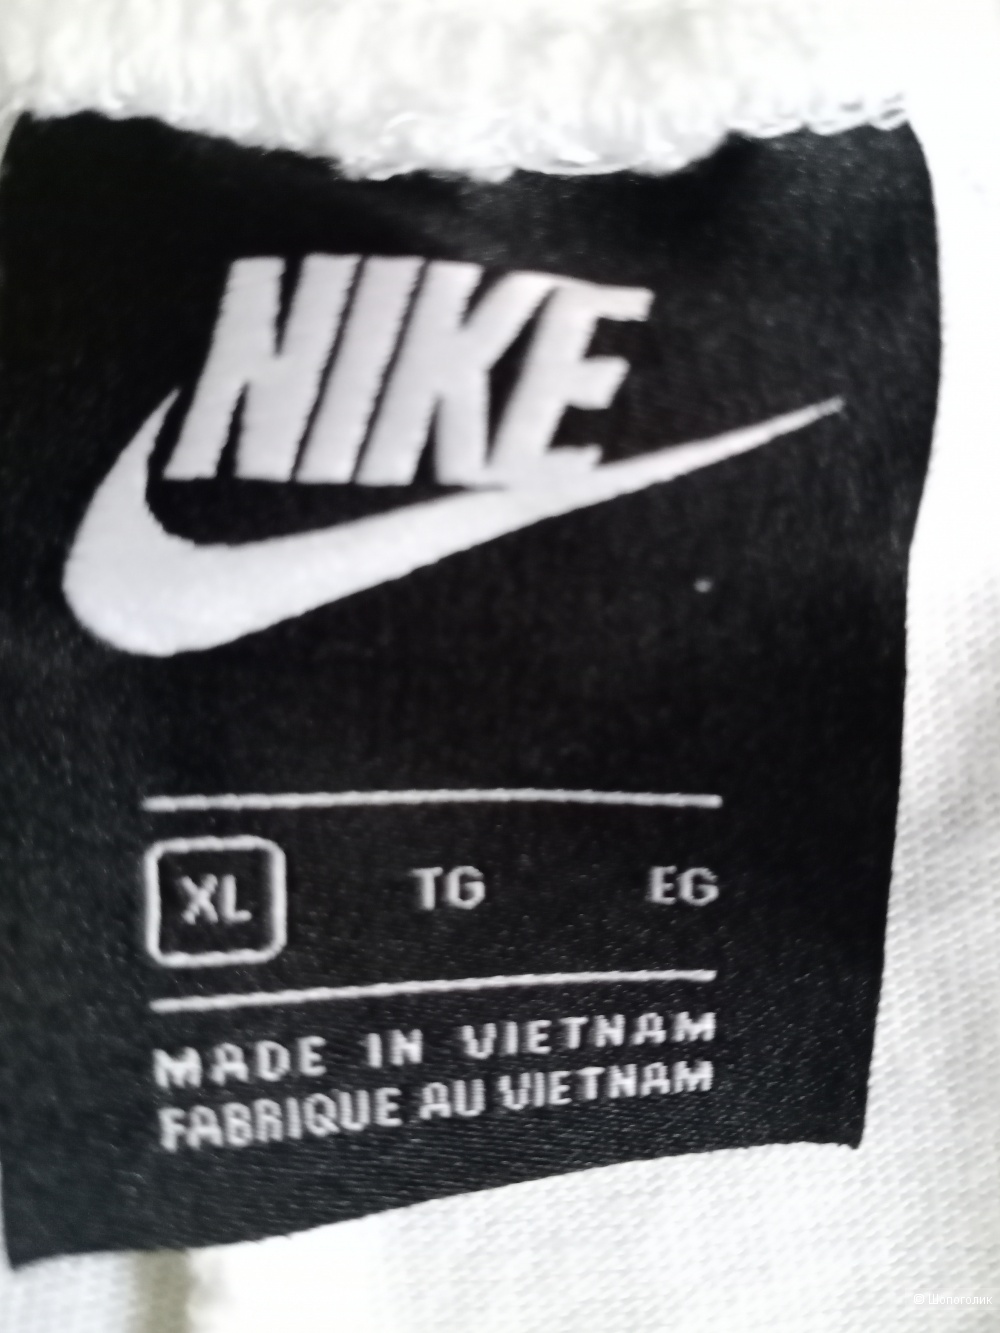 NIKE
XL TG EG
MADE IN VIETNAM
FABRIQUE AU VIETNAM
© Шопоголик